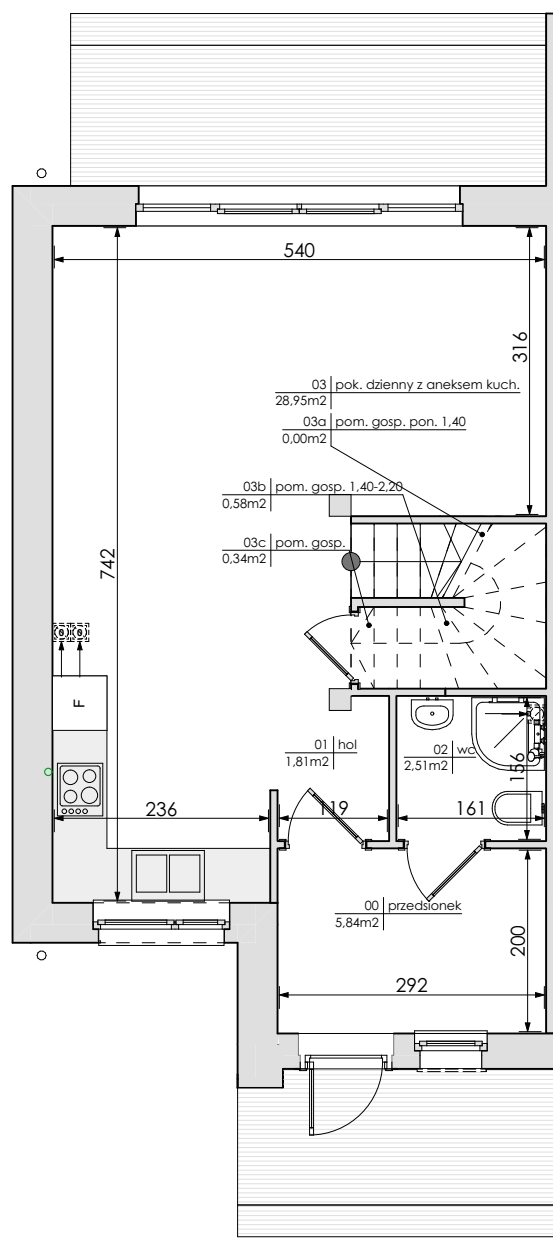 540
316
03 pok. dzienny z aneksem kuch.
28,95m2
03a pom. gosp. pon. 1,40
0,00m2
03b pom. gosp. 1,40-2,20
0,58m2
03c pom. gosp.
0,34m2
742
F
01 hol
1,81m2
02 wc
2,51m2
156
236
119
161
00 przedsionek
5,84m2
200
292